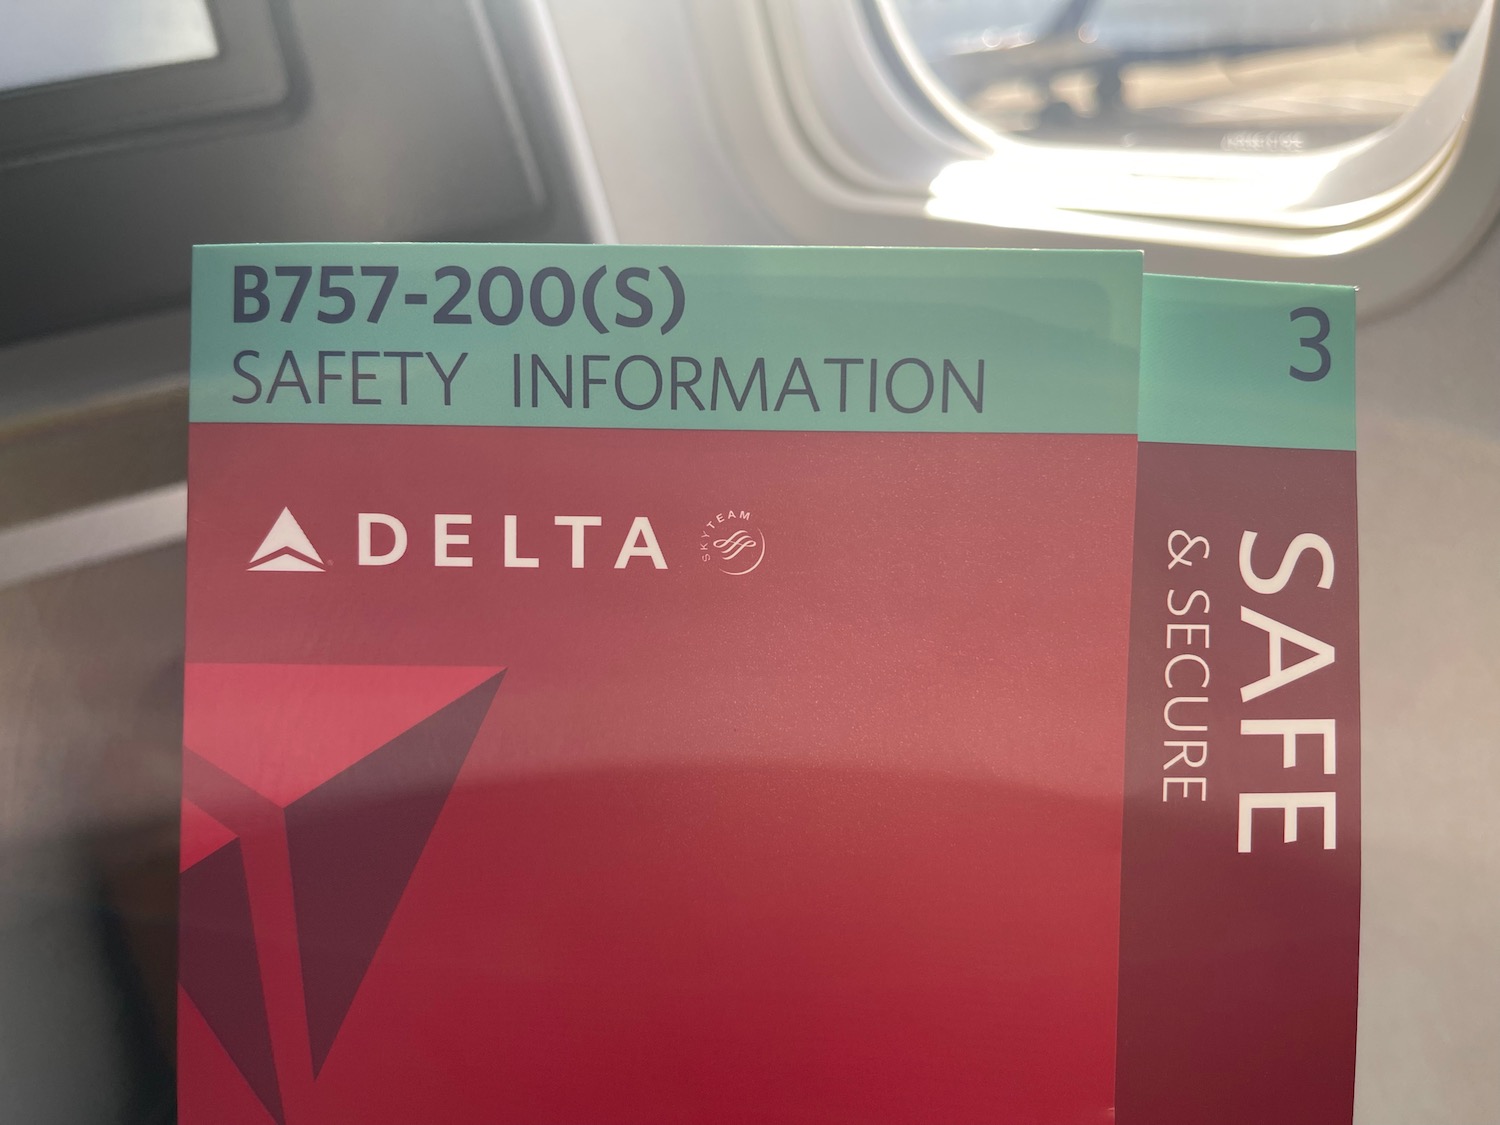 B757-200(S)
SAFETY INFORMATION
DELTA
SKYTEAM
3
SAFE
& SECURE